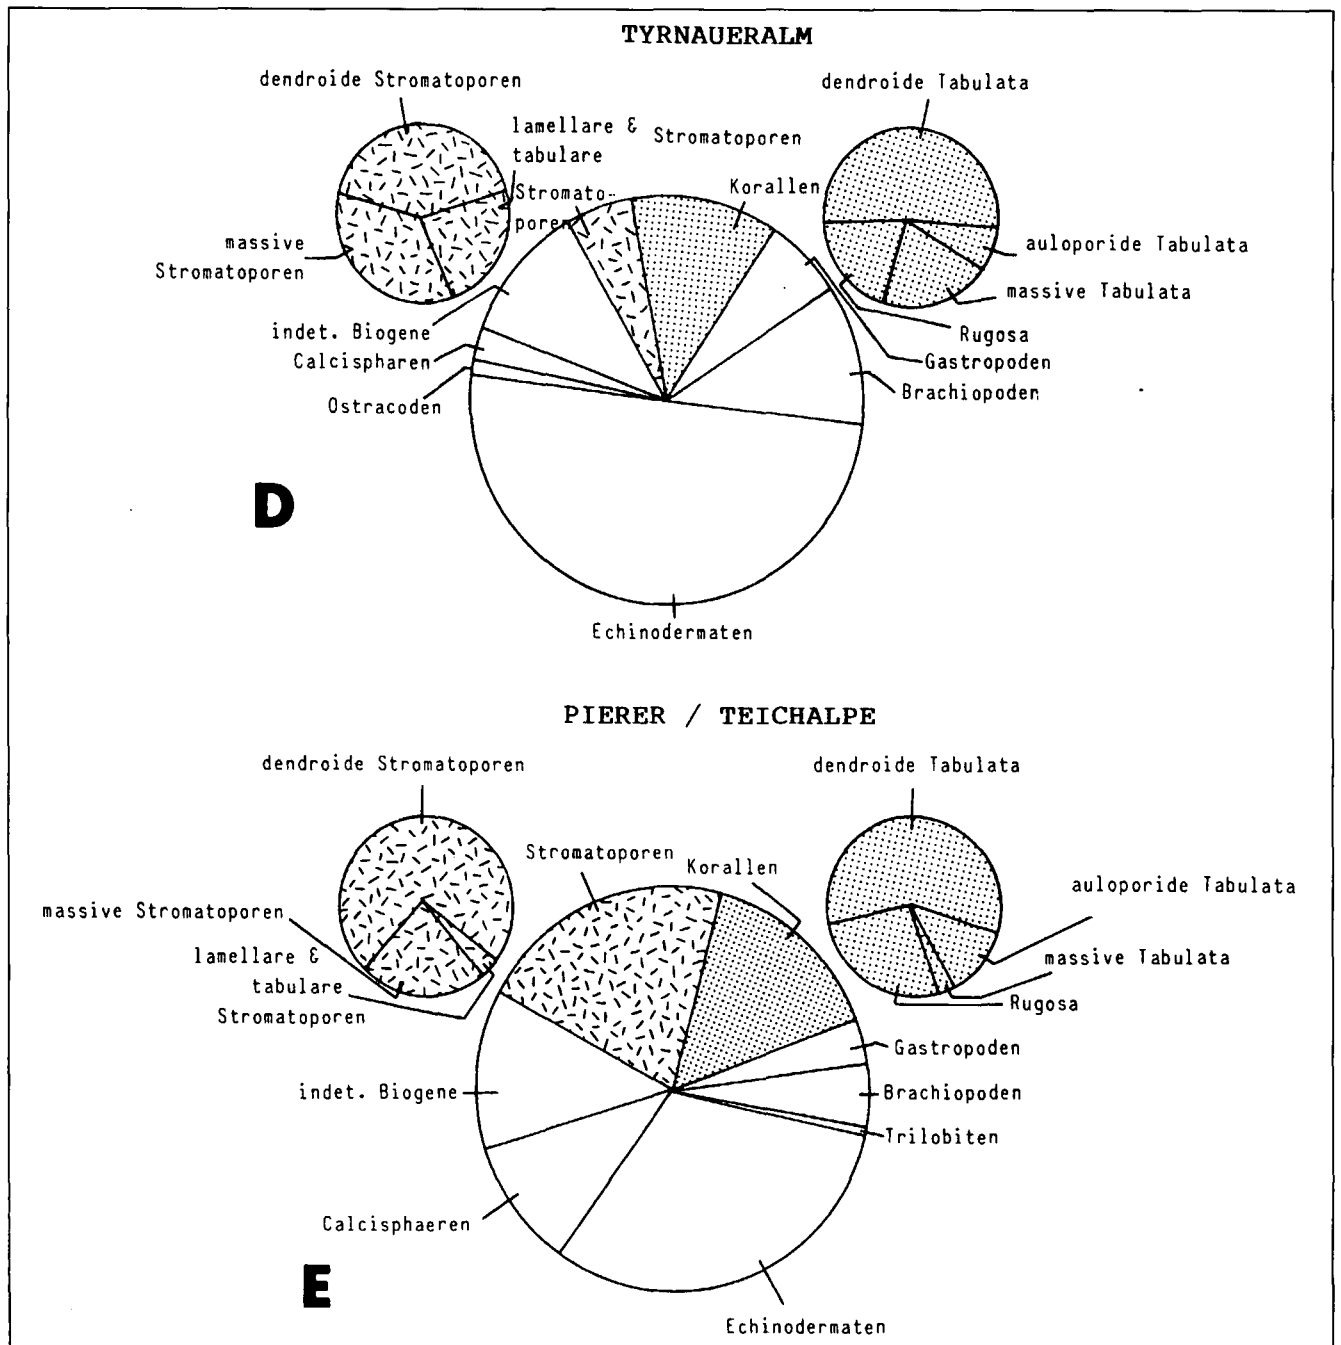 TYRNAUERALM
dendroide Stromatoporen
dendroide Tabulata
lamellare &
tabulare
Stromatoporen
Stromato-
poren
Korallen
massive
Stromatoporen
auloporide Tabulata
massive Tabulata
indet. Biogene
Calcispharen
Ostracoden
Rugosa
Gastropoden
Brachiopoden
D
Echinodermaten
PIERER / TEICHALPE
dendroide Stromatoporen
dendroide Tabulata
Stromatoporen
Korallen
auloporide Tabulata
massive Stromatoporen
lamellare &
tabulare
Stromatoporen
massive Tabulata
Rugosa
Gastropoden
indet. Biogene
Brachiopoden
Trilobiten
Calcisphaeren
E
Echinodermaten